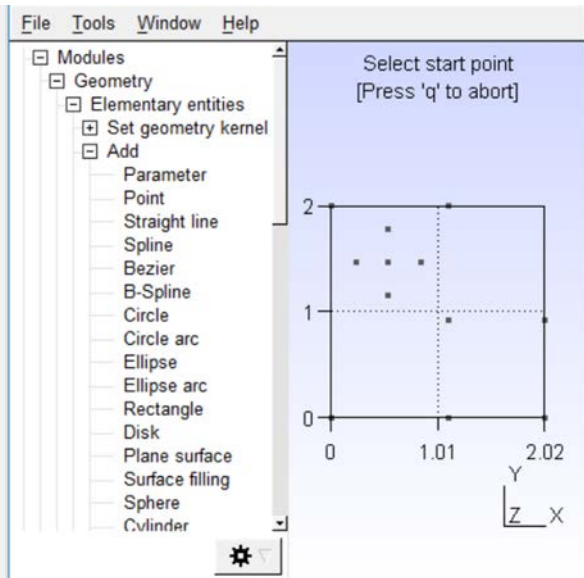 File Tools Window Help
Modules
Geometry
Elementary entities
Set geometry kernel
Add
Parameter
Point
Straight line
Spline
Bezier
B-Spline
Circle
Circle arc
Ellipse
Ellipse arc
Rectangle
Disk
Plane surface
Surface filling
Sphere
Cylinder
Select start point
[Press 'q' to abort]
2
1
0
0 1.01 2.02
Y
Z X